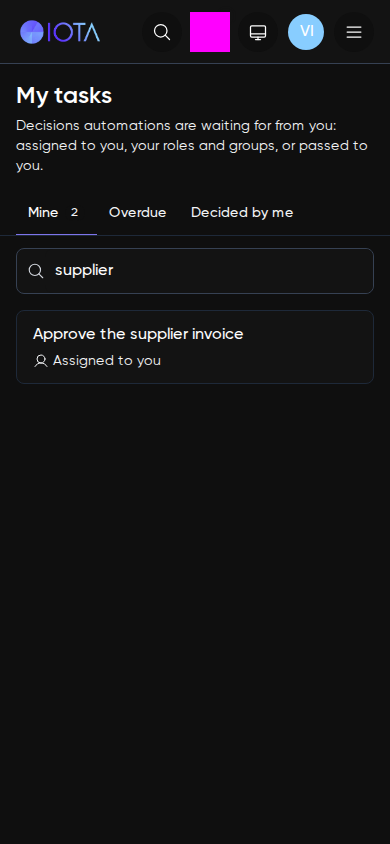 IOTA
VI
My tasks
Decisions automations are waiting for from you:
assigned to you, your roles and groups, or passed to
you.
Mine 2 Overdue Decided by me
supplier
Approve the supplier invoice
Assigned to you